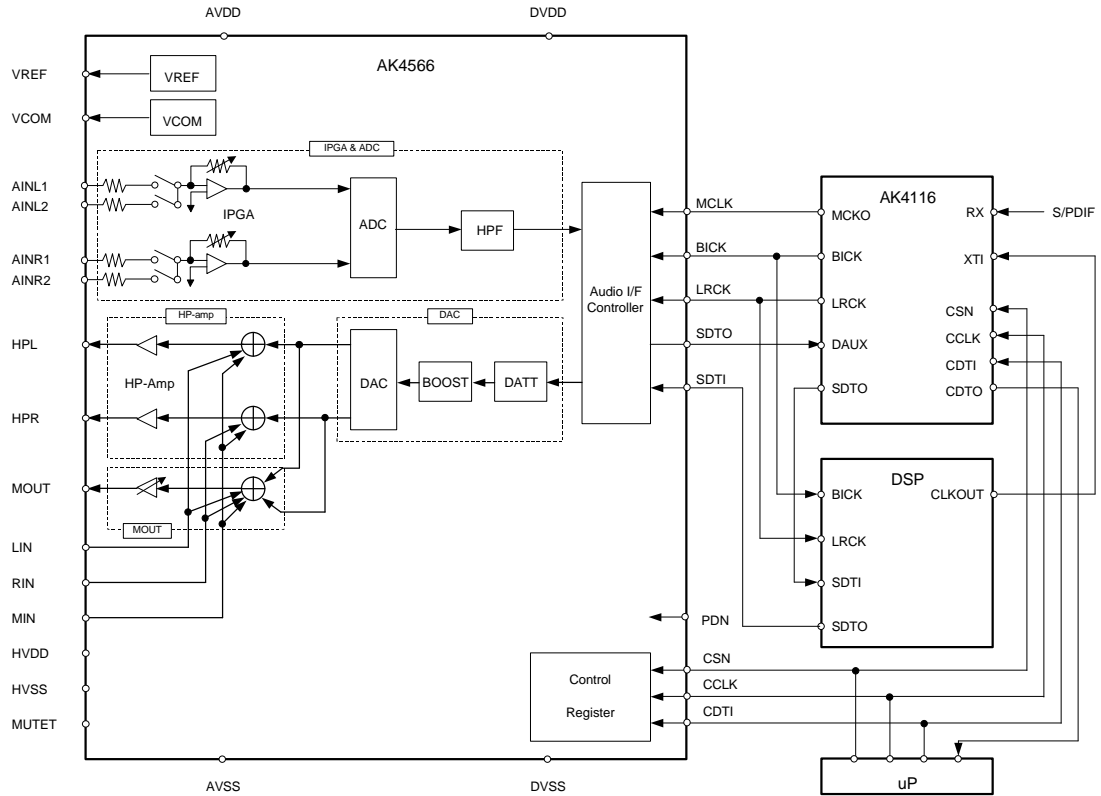 AVDD
DVDD
AK4566
VREF
VREF
VCOM
VCOM
IPGA & ADC
AINL1
AINL2
IPGA
AINR1
AINR2
ADC
HPF
Audio I/F
Controller
MCLK
BICK
LRCK
SDTO
SDTI
AK4116
MCKO
BICK
LRCK
DAUX
SDTO
RX
XTI
CSN
CCLK
CDTI
CDTO
S/PDIF
HP-amp
DAC
HPL
HP-Amp
HPR
DAC
BOOST
DATT
MOUT
MOUT
LIN
RIN
MIN
HVDD
HVSS
MUTET
DSP
BICK
CLKOUT
LRCK
SDTI
SDTO
PDN
CSN
CCLK
CDTI
Control
Register
uP
AVSS
DVSS